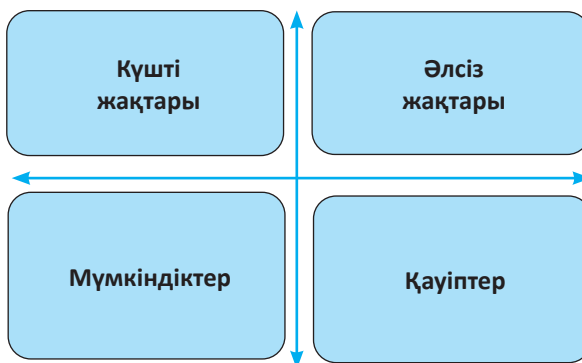 Күшті
жақтары
Әлсіз
жақтары
Мүмкіндіктер
Қауіптер